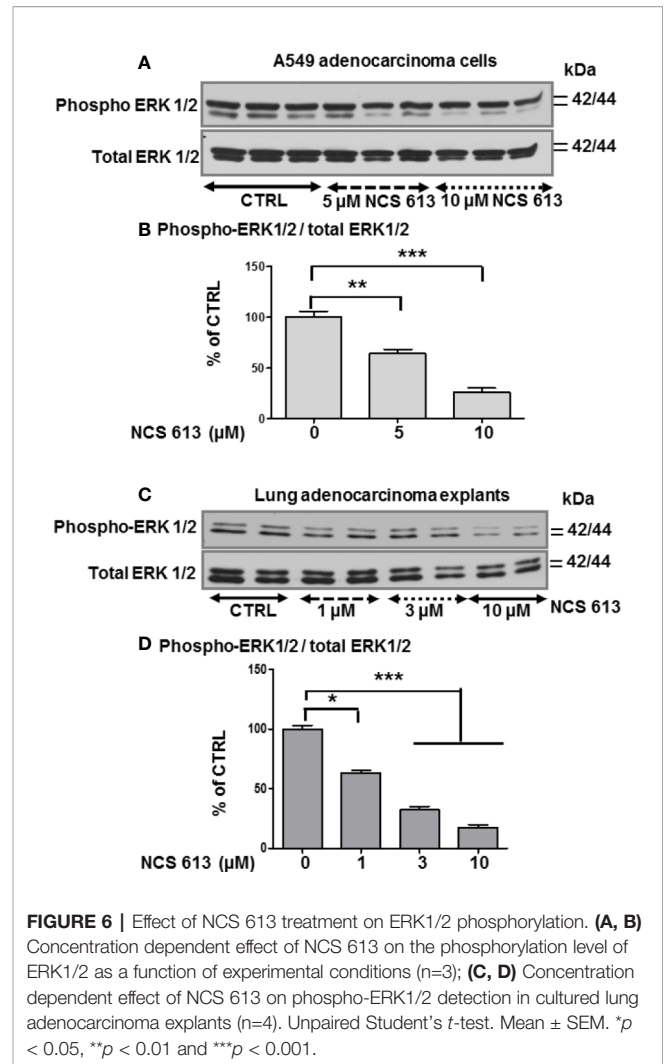 A
A549 adenocarcinoma cells
kDa
Phospho ERK 1/2
42/44
Total ERK 1/2
42/44
CTRL 5 µM NCS 613 10 µM NCS 613
B Phospho-ERK1/2 / total ERK1/2
% of CTRL
150
100
50
0
***
**
NCS 613 (µM) 0 5 10
C
Lung adenocarcinoma explants
kDa
Phospho-ERK 1/2
42/44
Total ERK 1/2
42/44
CTRL 1 µM 3 µM 10 µM NCS 613
D Phospho-ERK1/2 / total ERK1/2
% of CTRL
150
100
50
0
***
*
NCS 613 (µM) 0 1 3 10
FIGURE 6 | Effect of NCS 613 treatment on ERK1/2 phosphorylation. (A, B)
Concentration dependent effect of NCS 613 on the phosphorylation level of
ERK1/2 as a function of experimental conditions (n=3); (C, D) Concentration
dependent effect of NCS 613 on phospho-ERK1/2 detection in cultured lung
adenocarcinoma explants (n=4). Unpaired Student’s t-test. Mean ± SEM. *p
< 0.05, **p < 0.01 and ***p < 0.001.